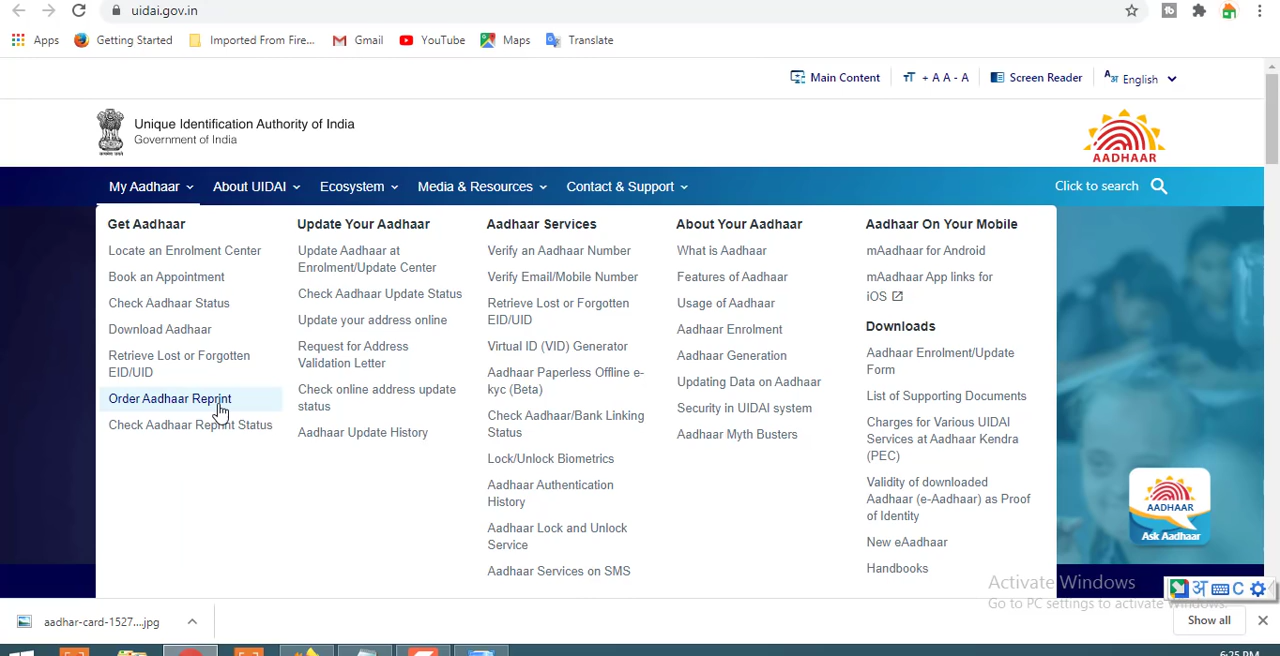 uidai.gov.in
Apps Getting Started Imported From Fire... Gmail YouTube Maps Translate
Main Content + A A - A Screen Reader English
Unique Identification Authority of India
Government of India
AADHAAR
My Aadhaar About UIDAI Ecosystem Media & Resources Contact & Support Click to search
Get Aadhaar
Locate an Enrolment Center
Book an Appointment
Check Aadhaar Status
Download Aadhaar
Retrieve Lost or Forgotten
EID/UID
Order Aadhaar Reprint
Check Aadhaar Reprint Status
Update Your Aadhaar
Update Aadhaar at
Enrolment/Update Center
Check Aadhaar Update Status
Update your address online
Request for Address
Validation Letter
Check online address update
status
Aadhaar Update History
Aadhaar Services
Verify an Aadhaar Number
Verify Email/Mobile Number
Retrieve Lost or Forgotten
EID/UID
Virtual ID (VID) Generator
Aadhaar Paperless Offline e-
kyc (Beta)
Check Aadhaar/Bank Linking
Status
Lock/Unlock Biometrics
Aadhaar Authentication
History
Aadhaar Lock and Unlock
Service
Aadhaar Services on SMS
About Your Aadhaar
What is Aadhaar
Features of Aadhaar
Usage of Aadhaar
Aadhaar Enrolment
Aadhaar Generation
Updating Data on Aadhaar
Security in UIDAI system
Aadhaar Myth Busters
Aadhaar On Your Mobile
mAadhaar for Android
mAadhaar App links for
iOS
Downloads
Aadhaar Enrolment/Update
Form
List of Supporting Documents
Charges for Various UIDAI
Services at Aadhaar Kendra
(PEC)
Validity of downloaded
Aadhaar (e-Aadhaar) as Proof
of Identity
New eAadhaar
Handbooks
AADHAAR
Ask Aadhaar
Activate Windows
Go to PC settings to activate Windows.
अ C
aadhar-card-1527....jpg
Show all
6:25 PM